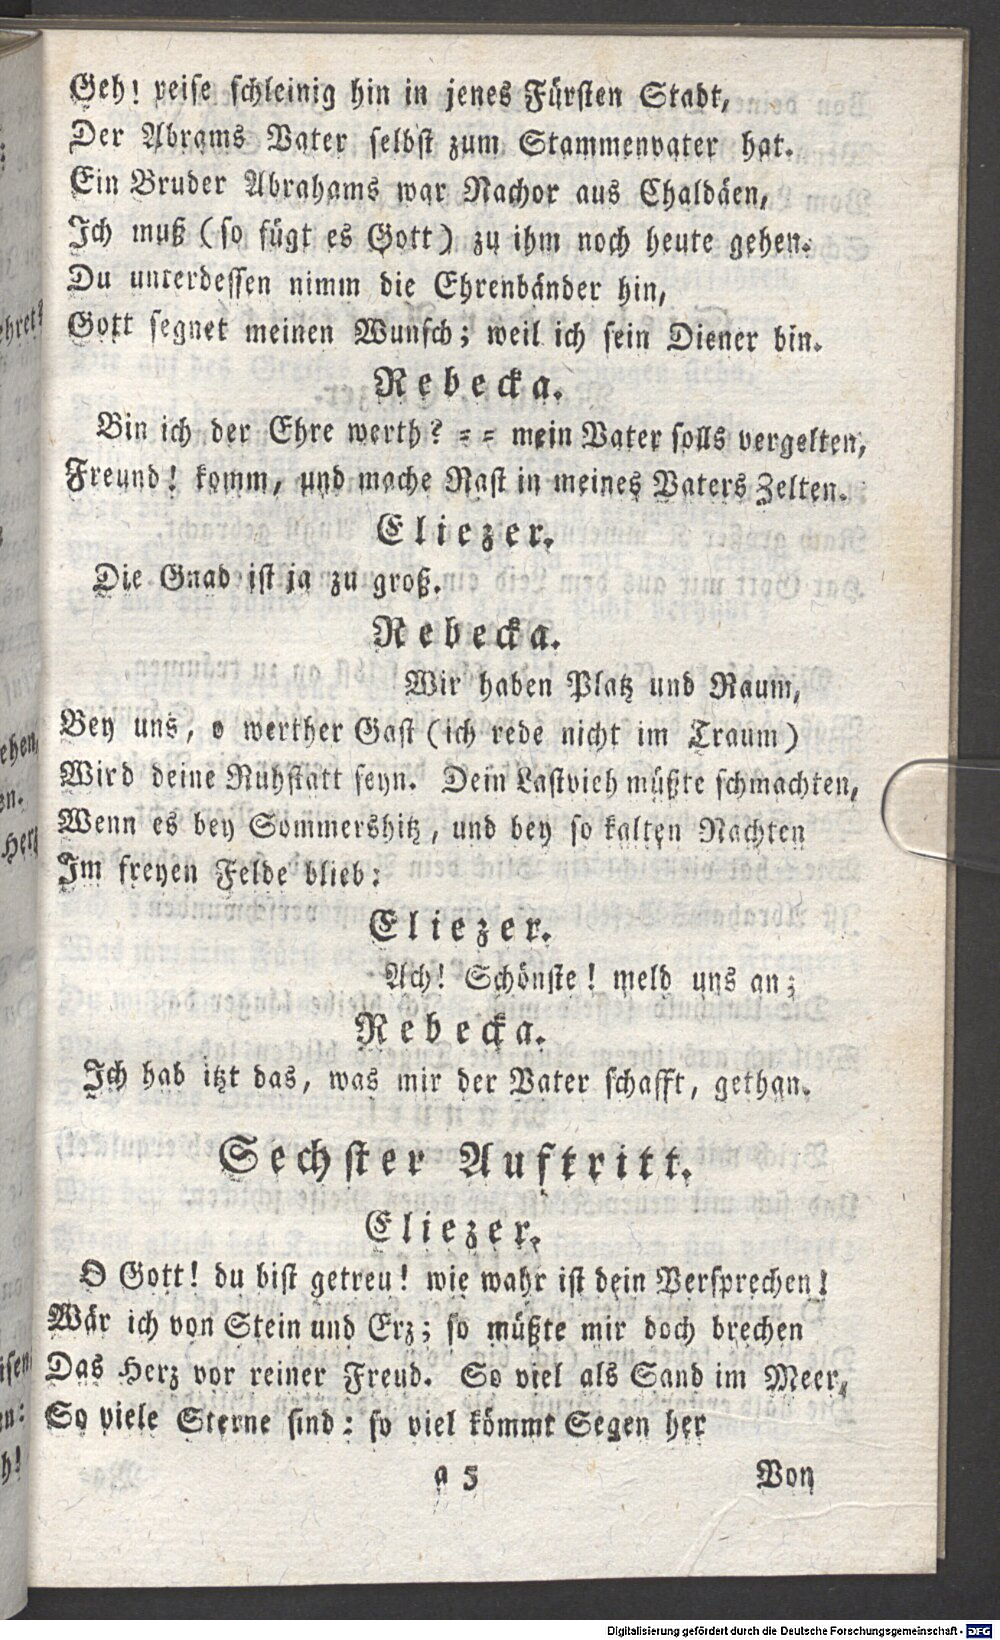 Geh! reise schleinig hin in jenes Fürsten Stadt,
Der Abrams Vater selbst zum Stammenvater hat.
Ein Bruder Abrahams war Nachor aus Chaldäen,
Ich muß (so fügt es Gott) zu ihm noch heute gehen.
Du unterdessen nimm die Ehrenbänder hin,
Gott segnet meinen Wunsch; weil ich sein Diener bin.
Rebecka.
Bin ich der Ehre werth? = = mein Vater solls vergelten,
Freund! komm, und mache Rast in meines Vaters Zelten.
Eliezer.
Die Gnad ist ja zu groß.
Rebecka.
Wir haben Platz und Raum,
Bey uns, o werther Gast (ich rede nicht im Traum)
Wird deine Ruhstatt seyn. Dein Lastvieh müßte schmachten,
Wenn es bey Sommershitz, und bey so kalten Nachten
Im freyen Felde blieb:
Eliezer.
Ach! Schönste! meld uns an;
Rebecka.
Ich hab itzt das, was mir der Vater schafft, gethan.
Sechster Auftritt.
Eliezer.
O Gott! du bist getreu! wie wahr ist dein Versprechen!
Wär ich von Stein und Erz; so müßte mir doch brechen
Das Herz vor reiner Freud. So viel als Sand im Meer,
So viele Sterne sind: so viel kömmt Segen her
a 5 Von
Digitalisierung gefördert durch die Deutsche Forschungsgemeinschaft - DFG